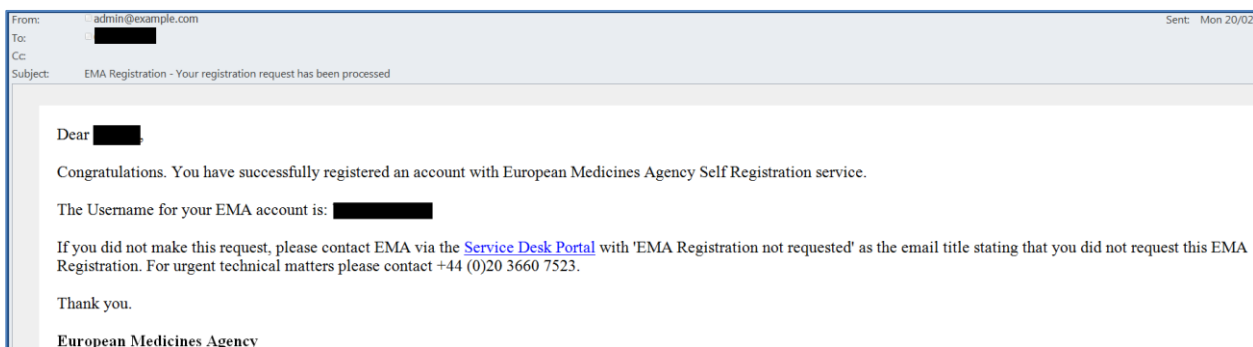 From: admin@example.com Sent: Mon 20/02
To:
Cc:
Subject: EMA Registration - Your registration request has been processed
Dear ,
Congratulations. You have successfully registered an account with European Medicines Agency Self Registration service.
The Username for your EMA account is:
If you did not make this request, please contact EMA via the Service Desk Portal with 'EMA Registration not requested' as the email title stating that you did not request this EMA
Registration. For urgent technical matters please contact +44 (0)20 3660 7523.
Thank you.
European Medicines Agency